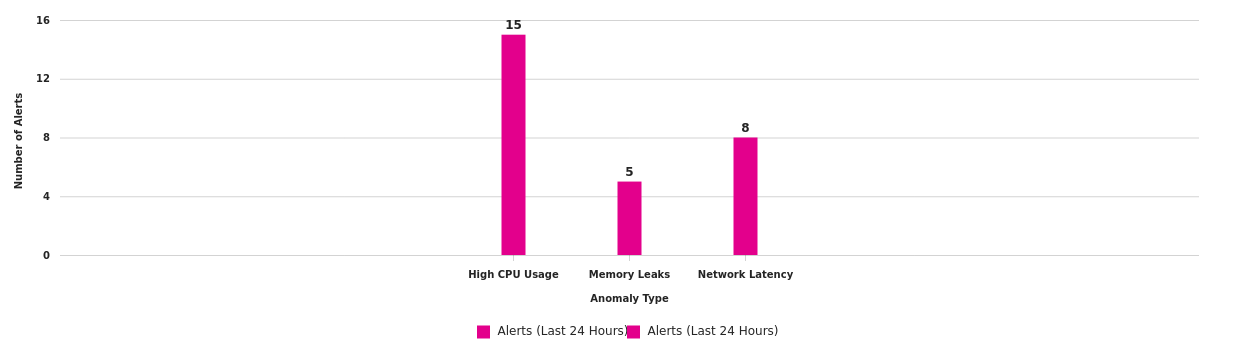 16
12
8
4
0
Number of Alerts
15
5
8
High CPU Usage
Memory Leaks
Network Latency
Anomaly Type
Alerts (Last 24 Hours)
Alerts (Last 24 Hours)